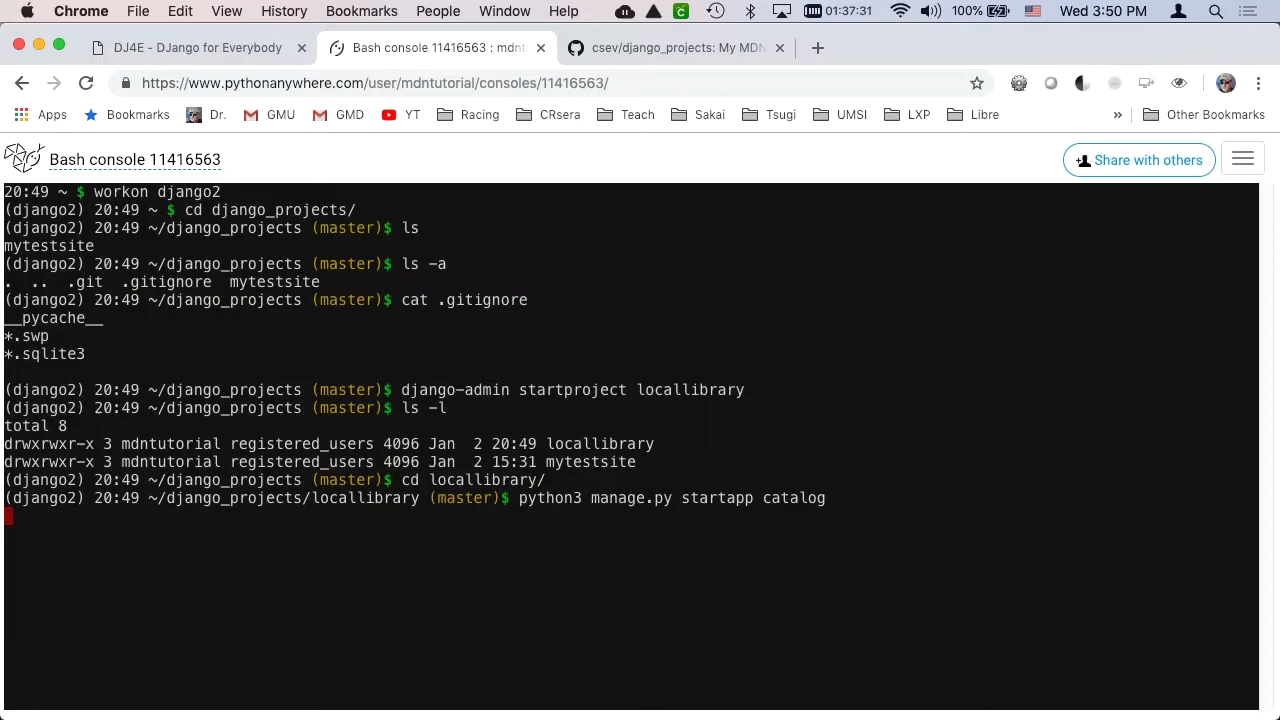 Chrome File Edit View History Bookmarks People Window Help 01:37:31 100% Wed 3:50 PM
DJ4E - DJango for Everybody Bash console 11416563 : mdnt csev/django_projects: My MDN
https://www.pythonanywhere.com/user/mdntutorial/consoles/11416563/
Apps Bookmarks Dr. GMU GMD YT Racing CRsera Teach Sakai Tsugi UMSI LXP Libre » Other Bookmarks
Bash console 11416563 Share with others
20:49 ~ $ workon django2
(django2) 20:49 ~ $ cd django_projects/
(django2) 20:49 ~/django_projects (master)$ ls
mytestsite
(django2) 20:49 ~/django_projects (master)$ ls -a
. .. .git .gitignore mytestsite
(django2) 20:49 ~/django_projects (master)$ cat .gitignore
__pycache__
*.swp
*.sqlite3
(django2) 20:49 ~/django_projects (master)$ django-admin startproject locallibrary
(django2) 20:49 ~/django_projects (master)$ ls -l
total 8
drwxrwxr-x 3 mdntutorial registered_users 4096 Jan  2 20:49 locallibrary
drwxrwxr-x 3 mdntutorial registered_users 4096 Jan  2 15:31 mytestsite
(django2) 20:49 ~/django_projects (master)$ cd locallibrary/
(django2) 20:49 ~/django_projects/locallibrary (master)$ python3 manage.py startapp catalog